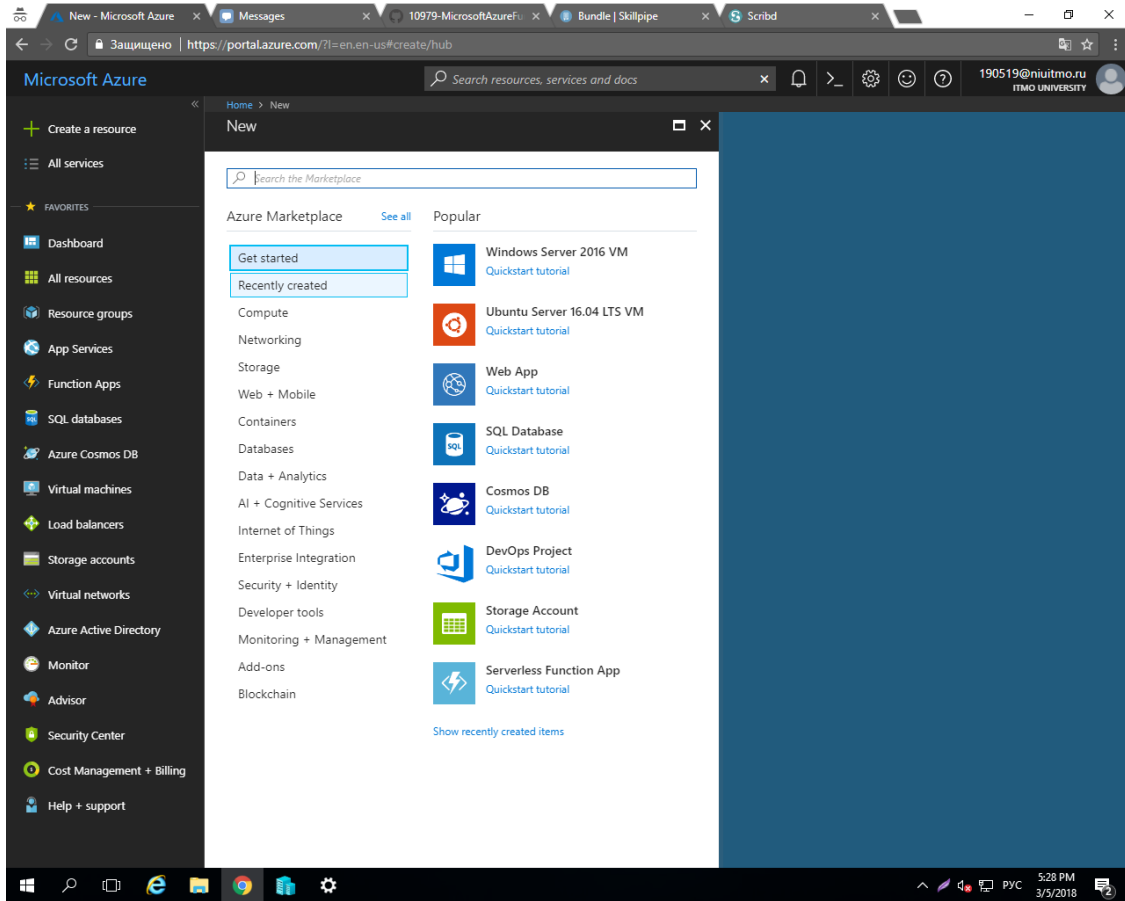 New - Microsoft Azure
Messages
10979-MicrosoftAzureFu
Bundle | Skillpipe
Scribd
Защищено | https://portal.azure.com/?l=en.en-us#create/hub
Microsoft Azure
Search resources, services and docs
190519@niuitmo.ru
ITMO UNIVERSITY
Home > New
New
Create a resource
All services
FAVORITES
Dashboard
All resources
Resource groups
App Services
Function Apps
SQL databases
Azure Cosmos DB
Virtual machines
Load balancers
Storage accounts
Virtual networks
Azure Active Directory
Monitor
Advisor
Security Center
Cost Management + Billing
Help + support
Search the Marketplace
Azure Marketplace
See all
Get started
Recently created
Compute
Networking
Storage
Web + Mobile
Containers
Databases
Data + Analytics
AI + Cognitive Services
Internet of Things
Enterprise Integration
Security + Identity
Developer tools
Monitoring + Management
Add-ons
Blockchain
Popular
Windows Server 2016 VM
Quickstart tutorial
Ubuntu Server 16.04 LTS VM
Quickstart tutorial
Web App
Quickstart tutorial
SQL
SQL Database
Quickstart tutorial
Cosmos DB
Quickstart tutorial
DevOps Project
Quickstart tutorial
Storage Account
Quickstart tutorial
Serverless Function App
Quickstart tutorial
Show recently created items
РУС
5:28 PM
3/5/2018
2